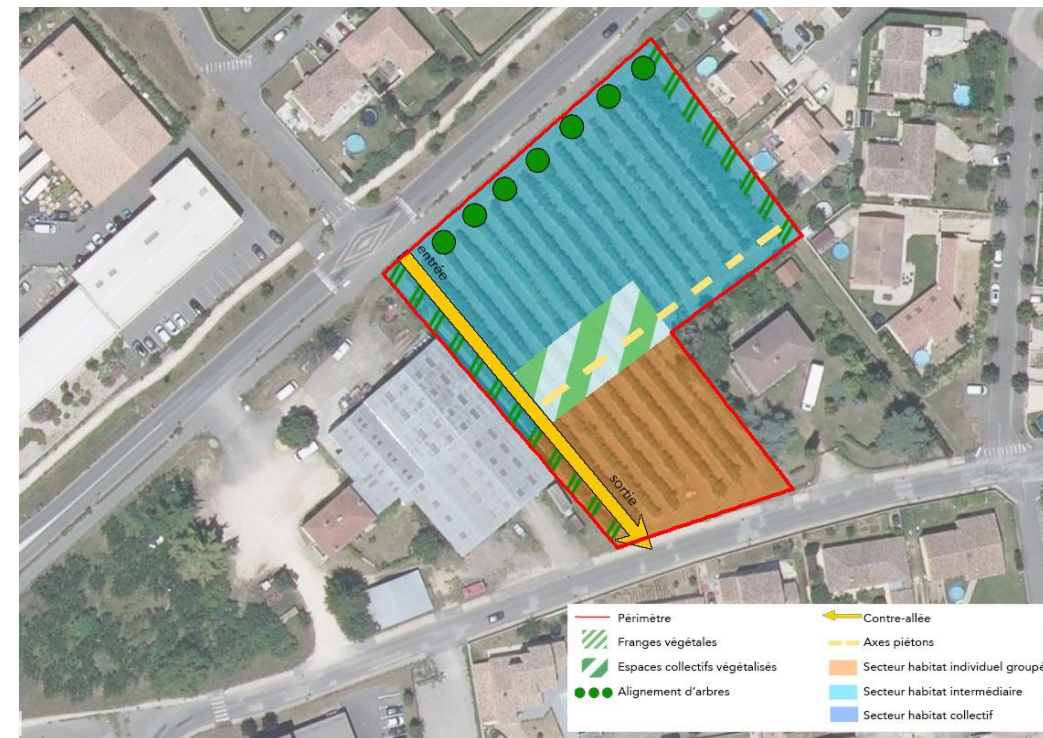 entrée
sortie
Périmètre
Franges végétales
Espaces collectifs végétalisés
Alignement d'arbres
Contre-allée
Axes piétons
Secteur habitat individuel groupé
Secteur habitat intermédiaire
Secteur habitat collectif